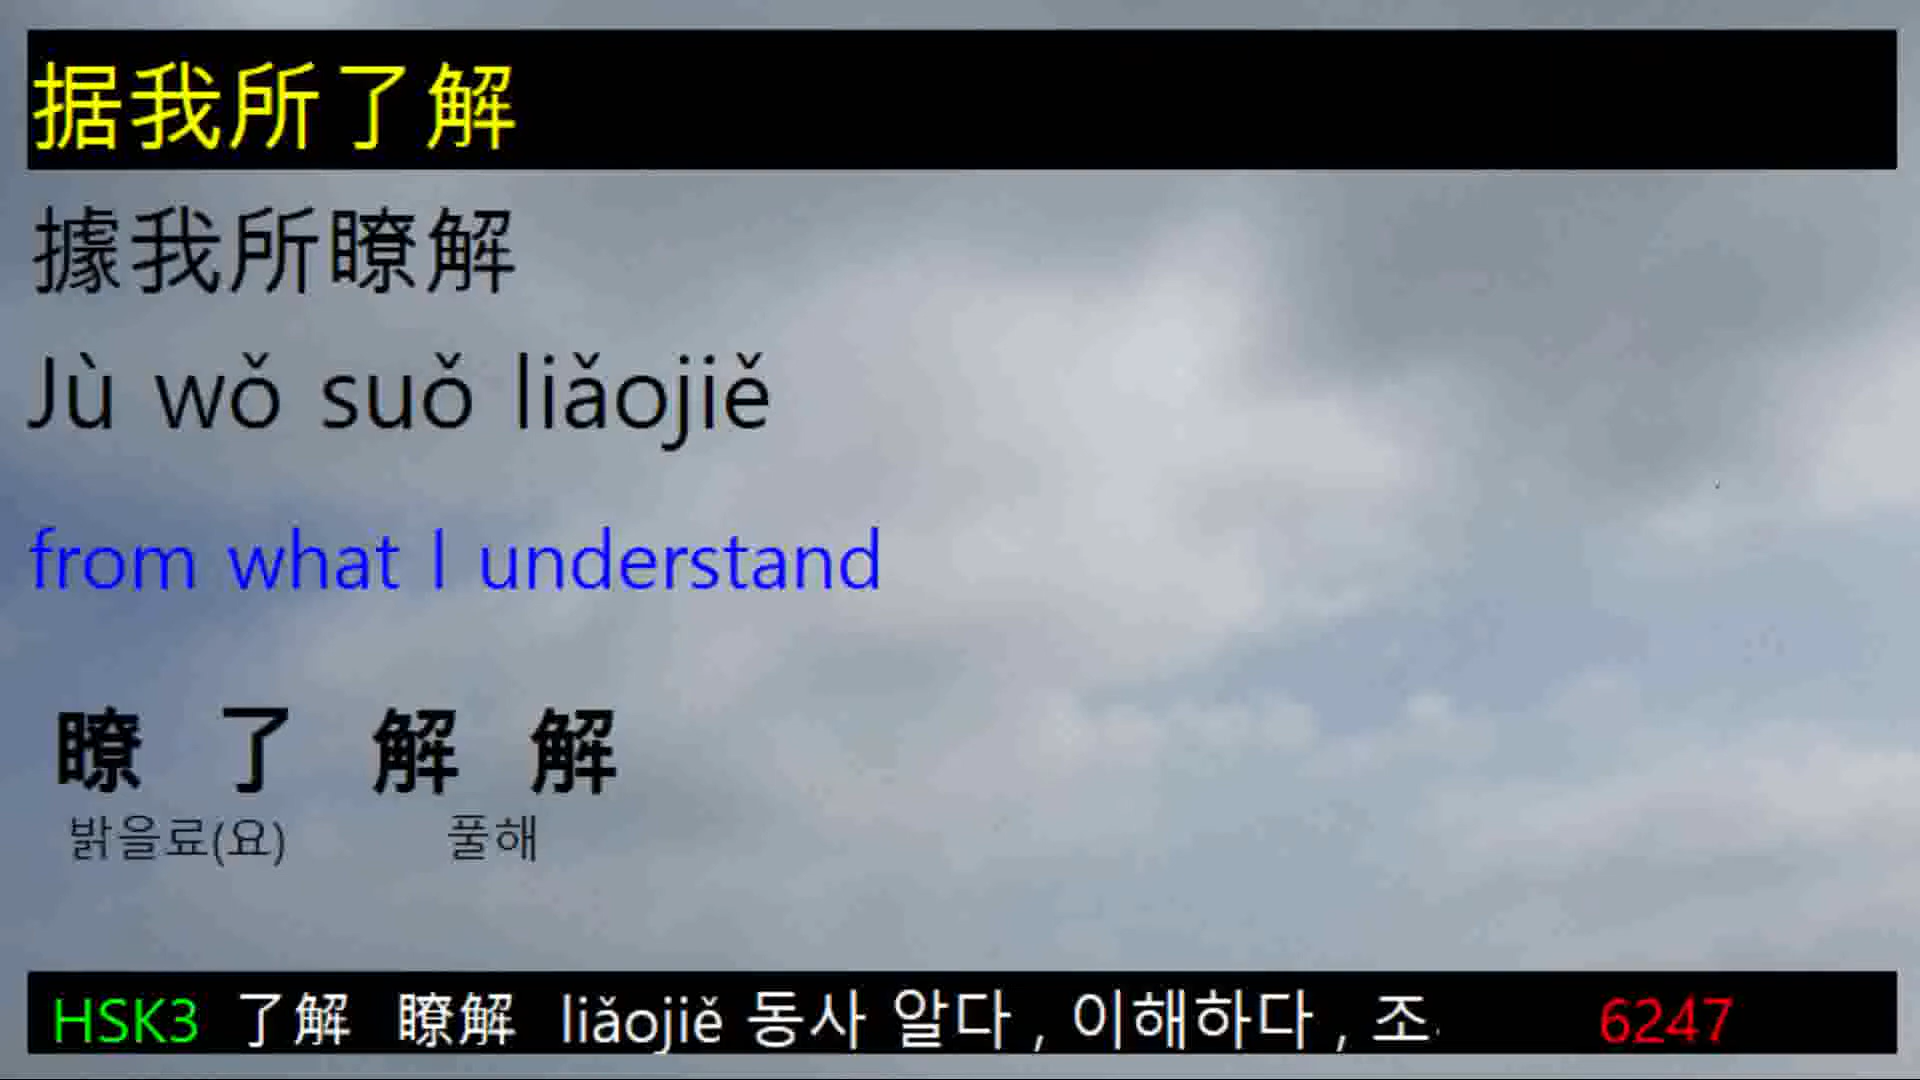 据我所了解
據我所瞭解
Jù wǒ suǒ liǎojiě
from what I understand
瞭 了 解 解
밝을료(요) 풀해
HSK3 了解 瞭解 liǎojiě 동사 알다 , 이해하다 , 조 6247